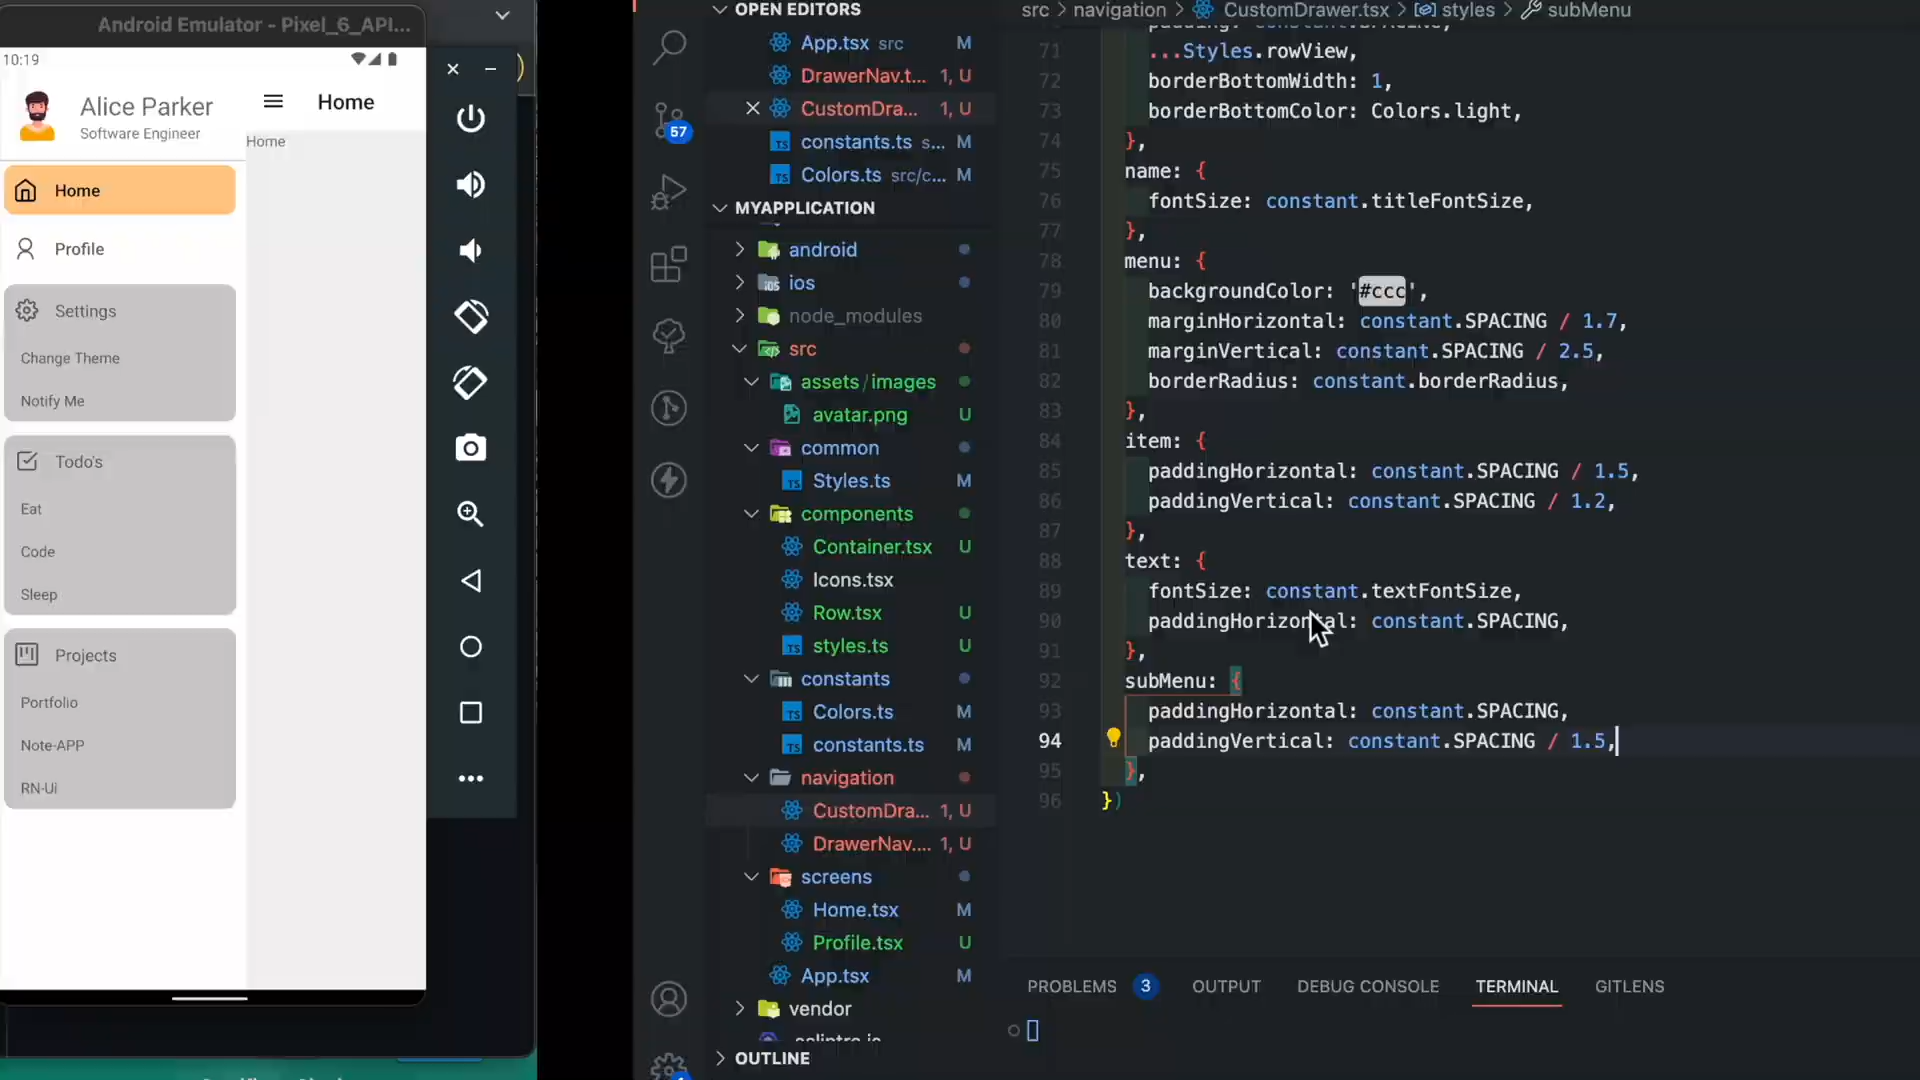 Android Emulator - Pixel_6_API...
10:19
Alice Parker
Software Engineer
Home
Home
Home
Profile
Settings
Change Theme
Notify Me
Todo's
Eat
Code
Sleep
Projects
Portfolio
Note-APP
RN-Ui
57
OPEN EDITORS
App.tsx src M
DrawerNav.t... 1, U
CustomDra... 1, U
TS constants.ts s... M
TS Colors.ts src/c... M
MYAPPLICATION
android
ios
node_modules
src
assets/images
avatar.png U
common
TS Styles.ts M
components
Container.tsx U
Icons.tsx
Row.tsx U
TS styles.ts U
constants
TS Colors.ts M
TS constants.ts M
navigation
CustomDra... 1, U
DrawerNav.... 1, U
screens
Home.tsx M
Profile.tsx U
App.tsx M
vendor
OUTLINE
src > navigation > CustomDrawer.tsx > styles > subMenu
71 ...Styles.rowView,
72 borderBottomWidth: 1,
73 borderBottomColor: Colors.light,
74 },
75 name: {
76 fontSize: constant.titleFontSize,
77 },
78 menu: {
79 backgroundColor: '#ccc',
80 marginHorizontal: constant.SPACING / 1.7,
81 marginVertical: constant.SPACING / 2.5,
82 borderRadius: constant.borderRadius,
83 },
84 item: {
85 paddingHorizontal: constant.SPACING / 1.5,
86 paddingVertical: constant.SPACING / 1.2,
87 },
88 text: {
89 fontSize: constant.textFontSize,
90 paddingHorizontal: constant.SPACING,
91 },
92 subMenu: {
93 paddingHorizontal: constant.SPACING,
94 paddingVertical: constant.SPACING / 1.5,
95 },
96 })
PROBLEMS 3 OUTPUT DEBUG CONSOLE TERMINAL GITLENS